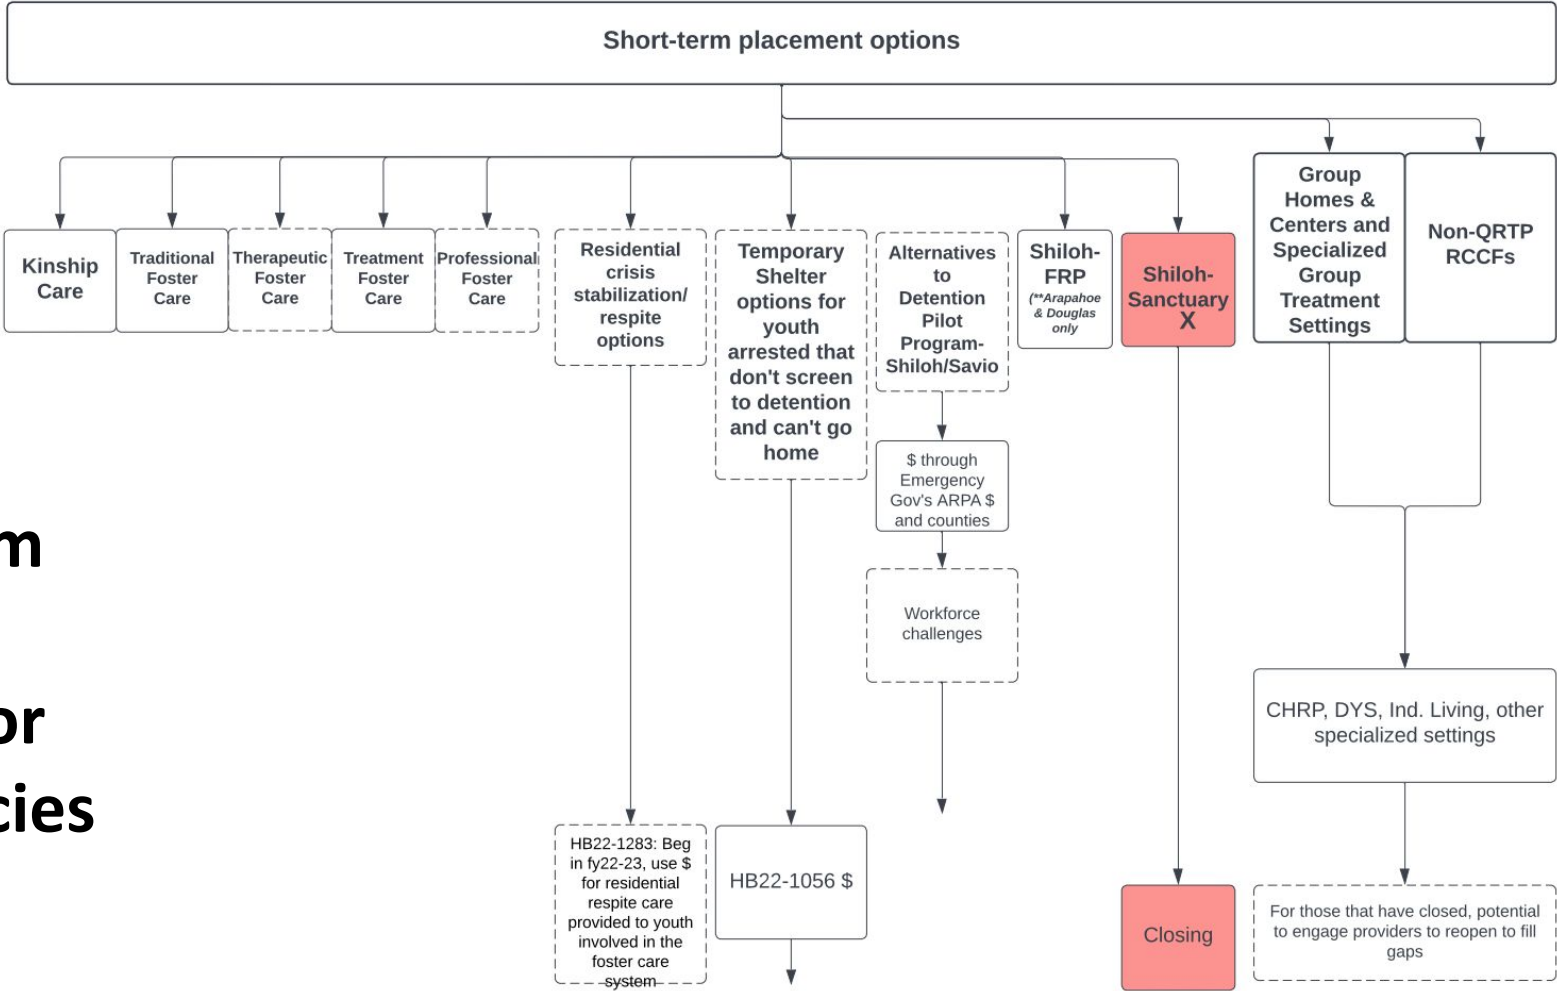 Short-term placement options
Kinship
Care
Traditional
Foster
Care
Therapeutic
Foster
Care
Treatment
Foster
Care
Professional
Foster
Care
Residential
crisis
stabilization/
respite
options
Temporary
Shelter
options for
youth
arrested that
don't screen
to detention
and can't go
home
Alternatives
to
Detention
Pilot
Program-
Shiloh/Savio
Shiloh-
FRP
(**Arapahoe
& Douglas
only
Shiloh-
Sanctuary
X
Group
Homes &
Centers and
Specialized
Group
Treatment
Settings
Non-QRTP
RCCFs
$ through
Emergency
Gov's ARPA $
and counties
Workforce
challenges
m
or
cies
CHRP, DYS, Ind. Living, other
specialized settings
HB22-1283: Beg
in fy22-23, use $
for residential
respite care
provided to youth
involved in the
foster care
system
HB22-1056 $
Closing
For those that have closed, potential
to engage providers to reopen to fill
gaps